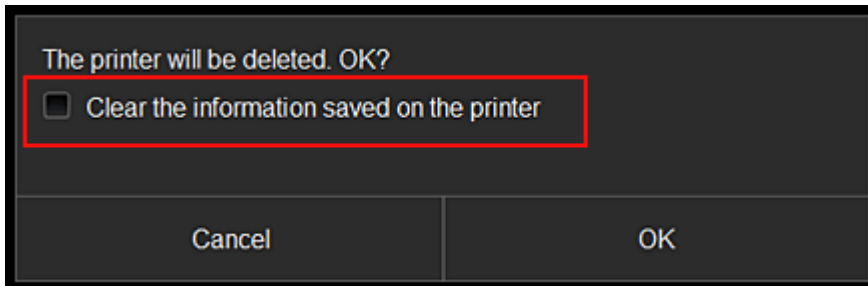 The printer will be deleted. OK?
Clear the information saved on the printer
Cancel
OK